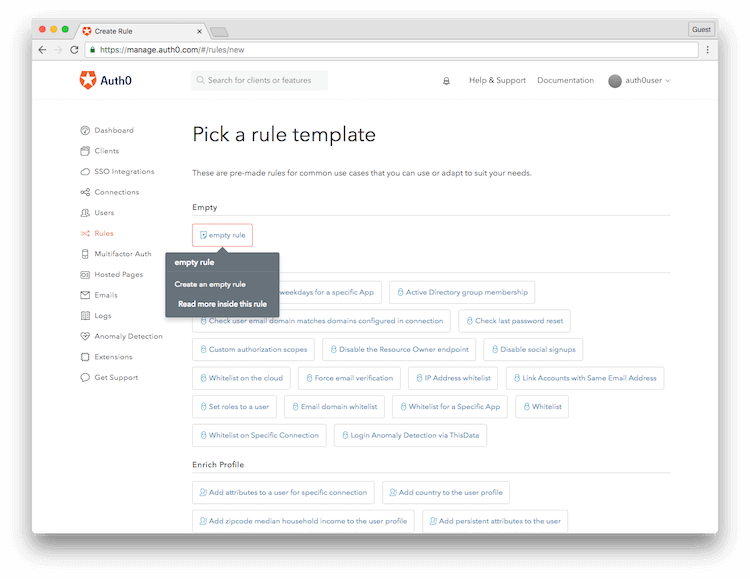 Create Rule
Guest
https://manage.auth0.com/#/rules/new
Auth0
Search for clients or features
Help & Support
Documentation
auth0user
Dashboard
Clients
SSO Integrations
Connections
Users
Rules
Multifactor Auth
Hosted Pages
Emails
Logs
Anomaly Detection
Extensions
Get Support
Pick a rule template
These are pre-made rules for common use cases that you can use or adapt to suit your needs.
Empty
empty rule
empty rule
Create an empty rule
Read more inside this rule
weekdays for a specific App
Active Directory group membership
Check user email domain matches domains configured in connection
Check last password reset
Custom authorization scopes
Disable the Resource Owner endpoint
Disable social signups
Whitelist on the cloud
Force email verification
IP Address whitelist
Link Accounts with Same Email Address
Set roles to a user
Email domain whitelist
Whitelist for a Specific App
Whitelist
Whitelist on Specific Connection
Login Anomaly Detection via ThisData
Enrich Profile
Add attributes to a user for specific connection
Add country to the user profile
Add zipcode median household income to the user profile
Add persistent attributes to the user